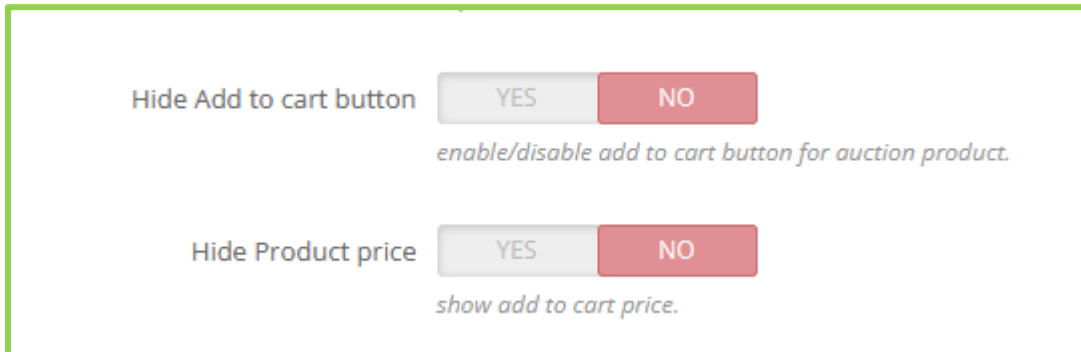 Hide Add to cart button YES NO
enable/disable add to cart button for auction product.
Hide Product price YES NO
show add to cart price.